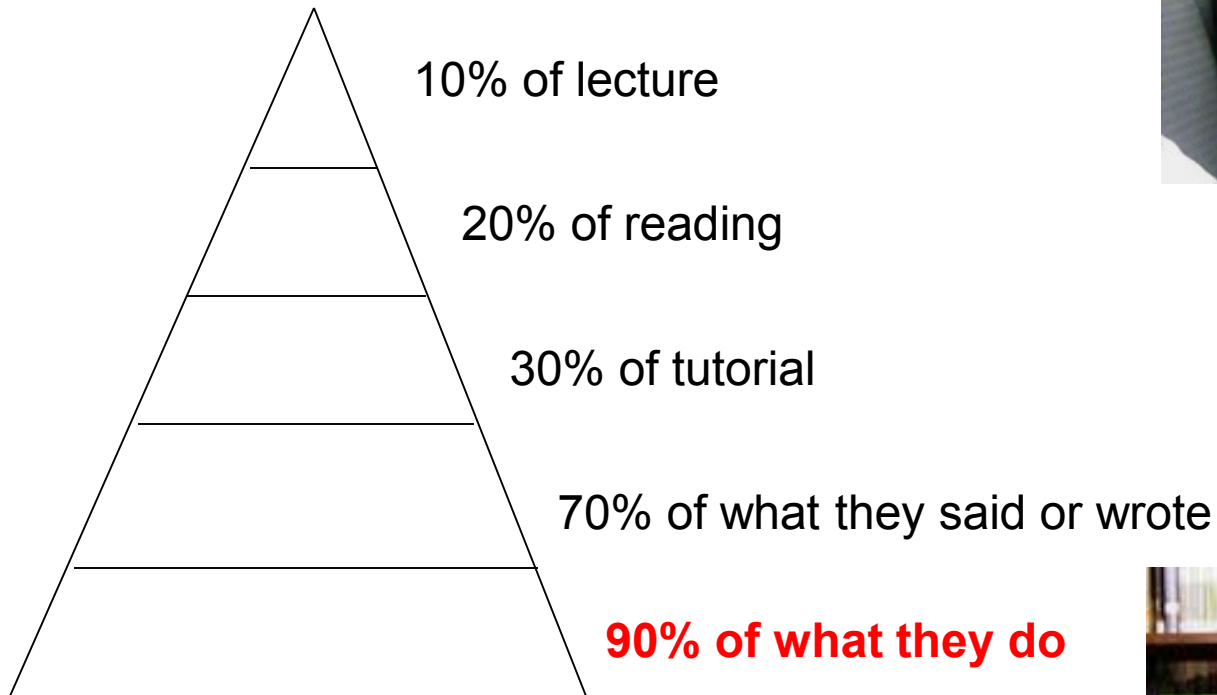 10% of lecture
20% of reading
30% of tutorial
70% of what they said or wrote
90% of what they do